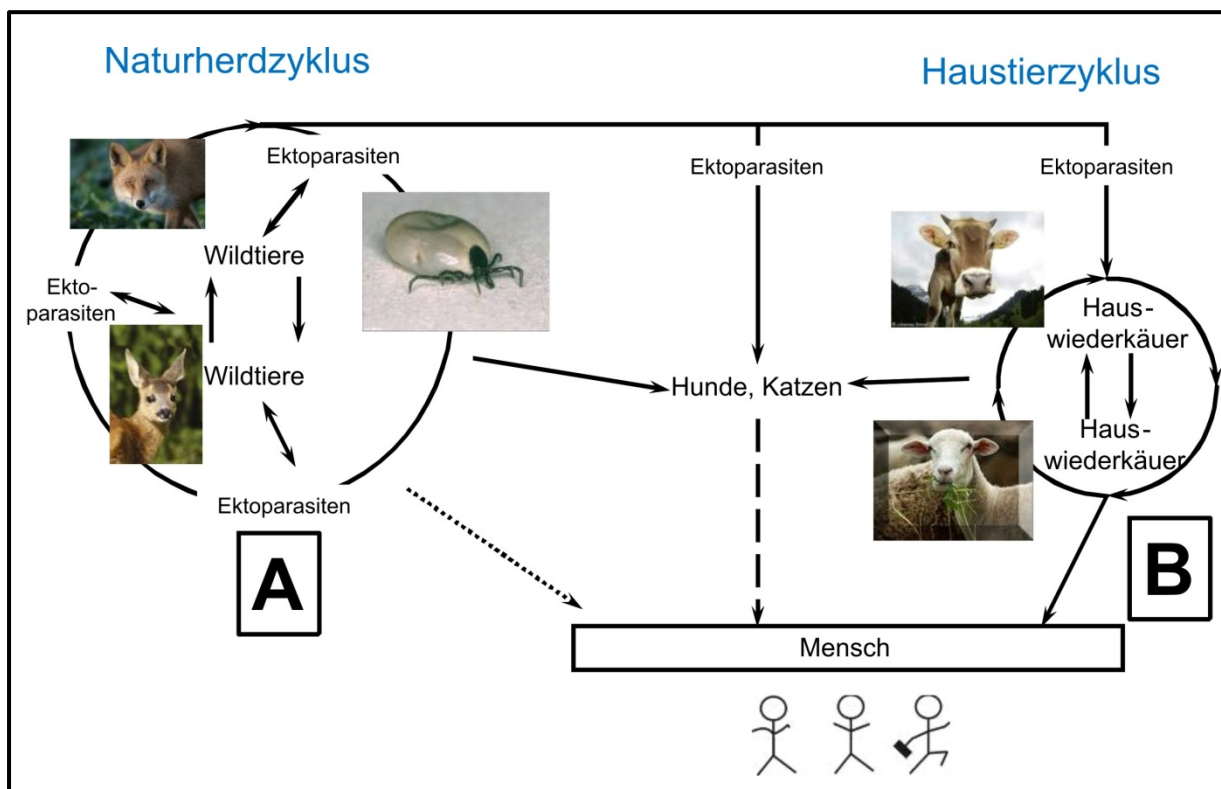 Naturherdzyklus
Haustierzyklus
Ektoparasiten
Ektoparasiten
Ektoparasiten
Wildtiere
Ekto-
parasiten
Haus-
wiederkäuer
Wildtiere
Hunde, Katzen
Haus-
wiederkäuer
Ektoparasiten
A
B
Mensch